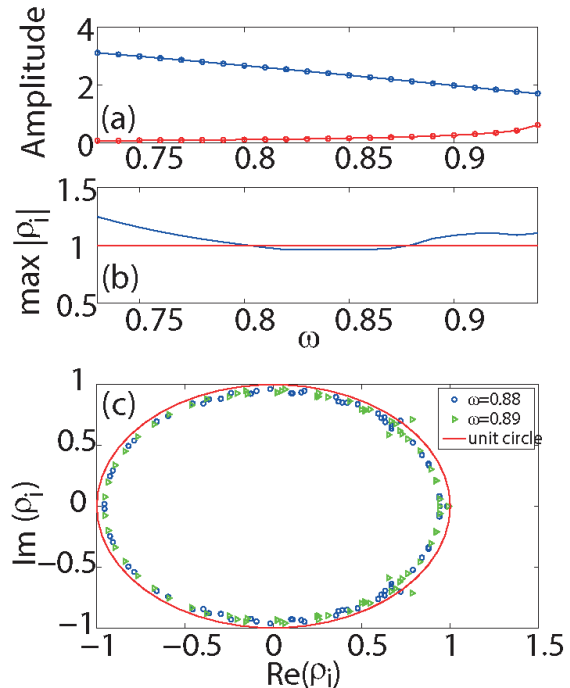 4
2
0
Amplitude
(a)
0.75 0.8 0.85 0.9
1.5
1
0.5
max |ρi|
(b)
0.75 0.8 0.85 0.9
ω
1
0.5
0
−0.5
−1
Im (ρi)
(c)
ω=0.88
ω=0.89
unit circle
−1 −0.5 0 0.5 1 1.5
Re(ρi)